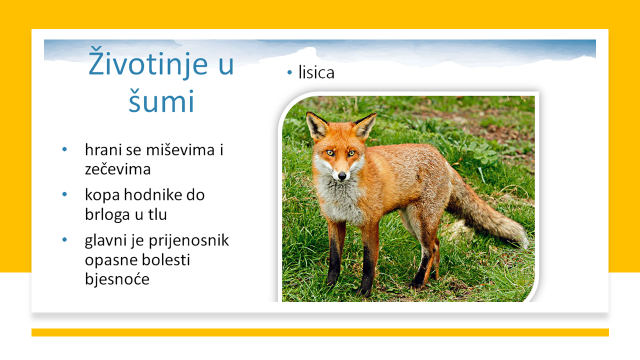 Životinje u
šumi
• hrani se miševima i
zečevima
• kopa hodnike do
brloga u tlu
• glavni je prijenosnik
opasne bolesti
bjesnoće
• lisica